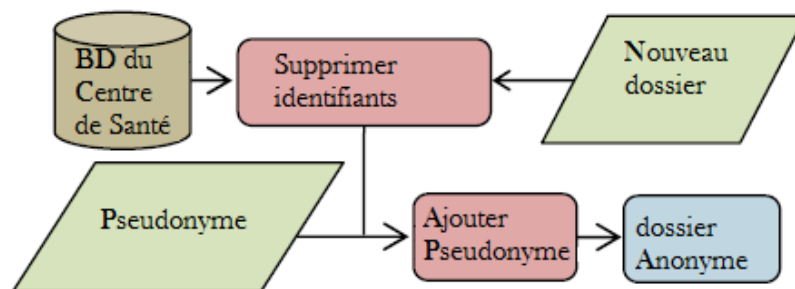 BD du
Centre
de Santé
Supprimer
identifiants
Nouveau
dossier
Pseudonyme
Ajouter
Pseudonyme
dossier
Anonyme